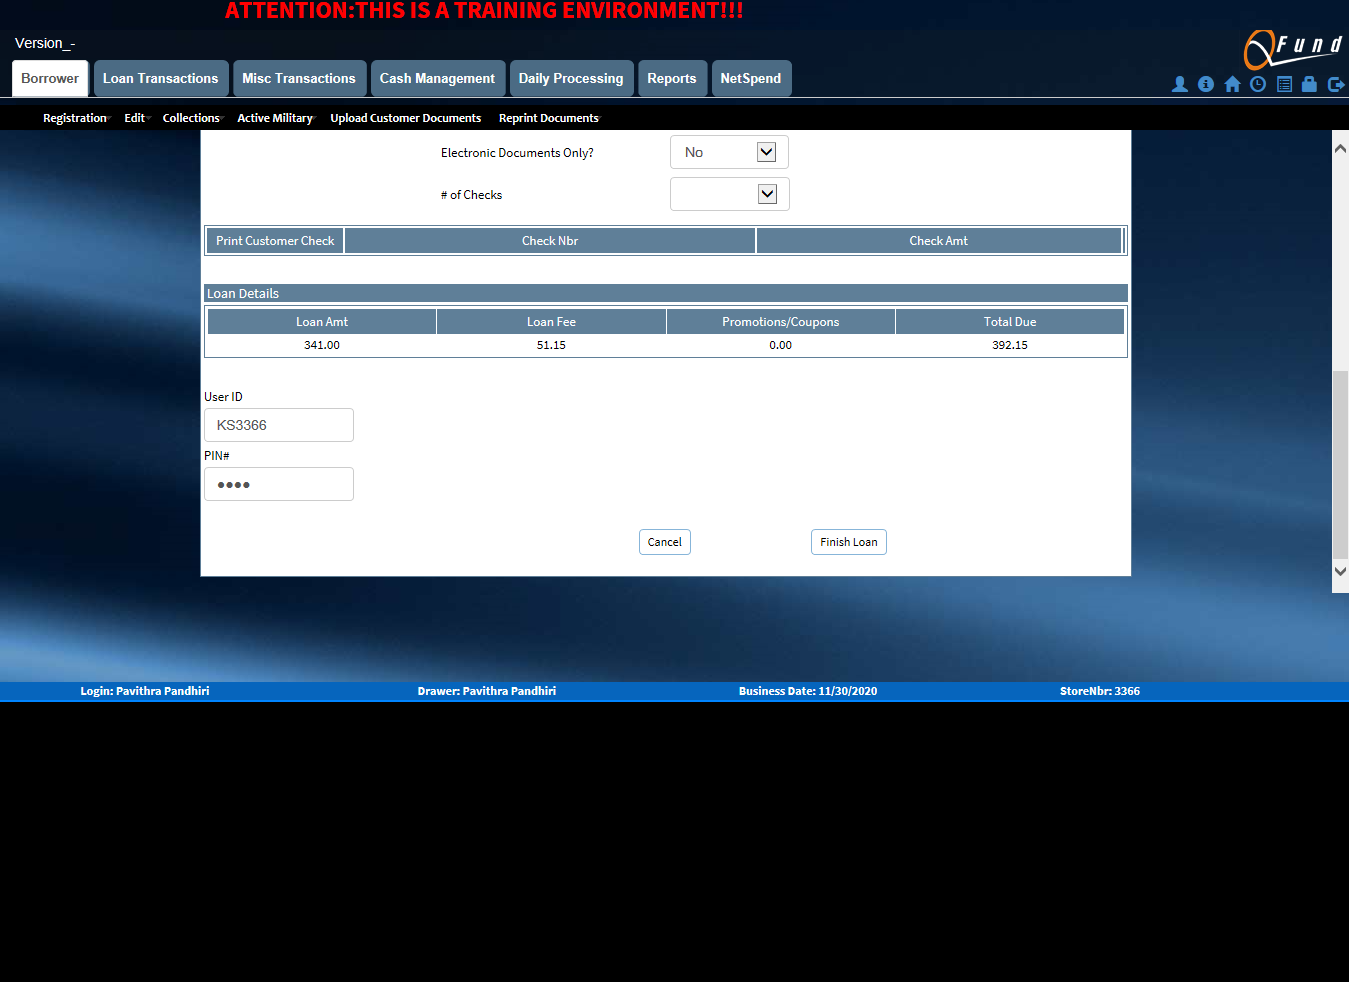 ATTENTION:THIS IS A TRAINING ENVIRONMENT!!!
Version_-
Fund
Borrower Loan Transactions Misc Transactions Cash Management Daily Processing Reports NetSpend
Registration Edit Collections Active Military Upload Customer Documents Reprint Documents
Electronic Documents Only? No
# of Checks
Print Customer Check Check Nbr Check Amt
Loan Details
Loan Amt Loan Fee Promotions/Coupons Total Due
341.00 51.15 0.00 392.15
User ID
KS3366
PIN#
●●●●
Cancel Finish Loan
Login: Pavithra Pandhiri Drawer: Pavithra Pandhiri Business Date: 11/30/2020 StoreNbr: 3366